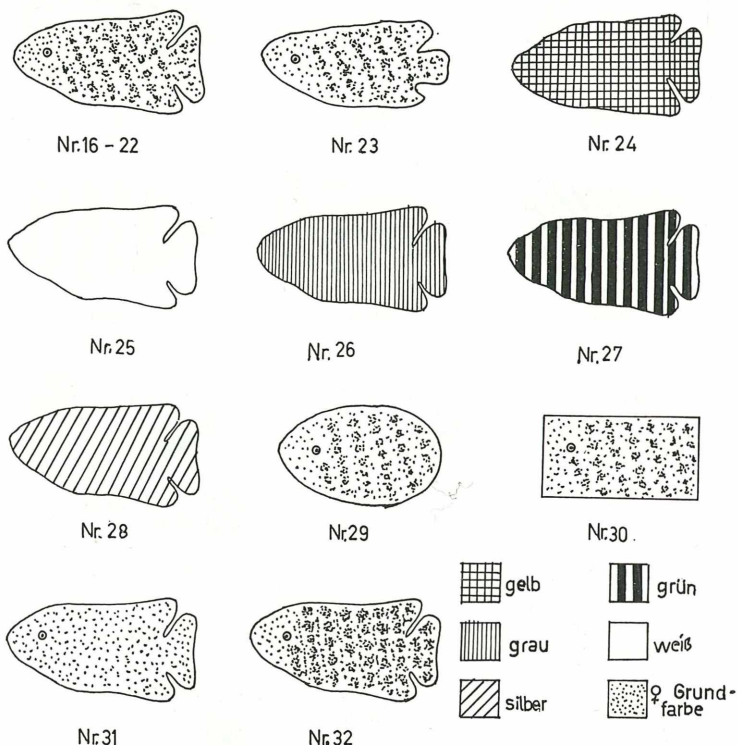 Nr.16 - 22
Nr. 23
Nr. 24
Nr.25
Nr. 26
Nr.27
Nr.28
Nr.29
Nr.30.
gelb
grün
grau
weiß
silber
♀ Grund-
farbe
Nr.31
Nr.32